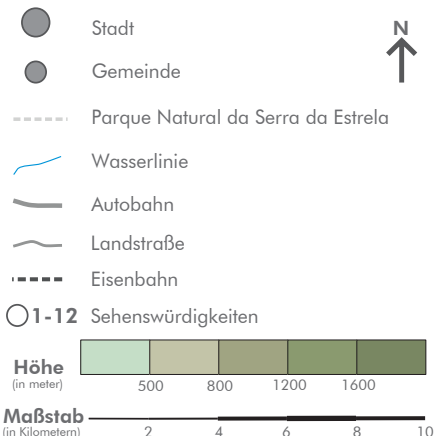 Stadt
N
Gemeinde
Parque Natural da Serra da Estrela
Wasserlinie
Autobahn
Landstraße
Eisenbahn
1-12 Sehenswürdigkeiten
Höhe
(in meter)
500 800 1200 1600
Maßstab
(in Kilometern)
2 4 6 8 10